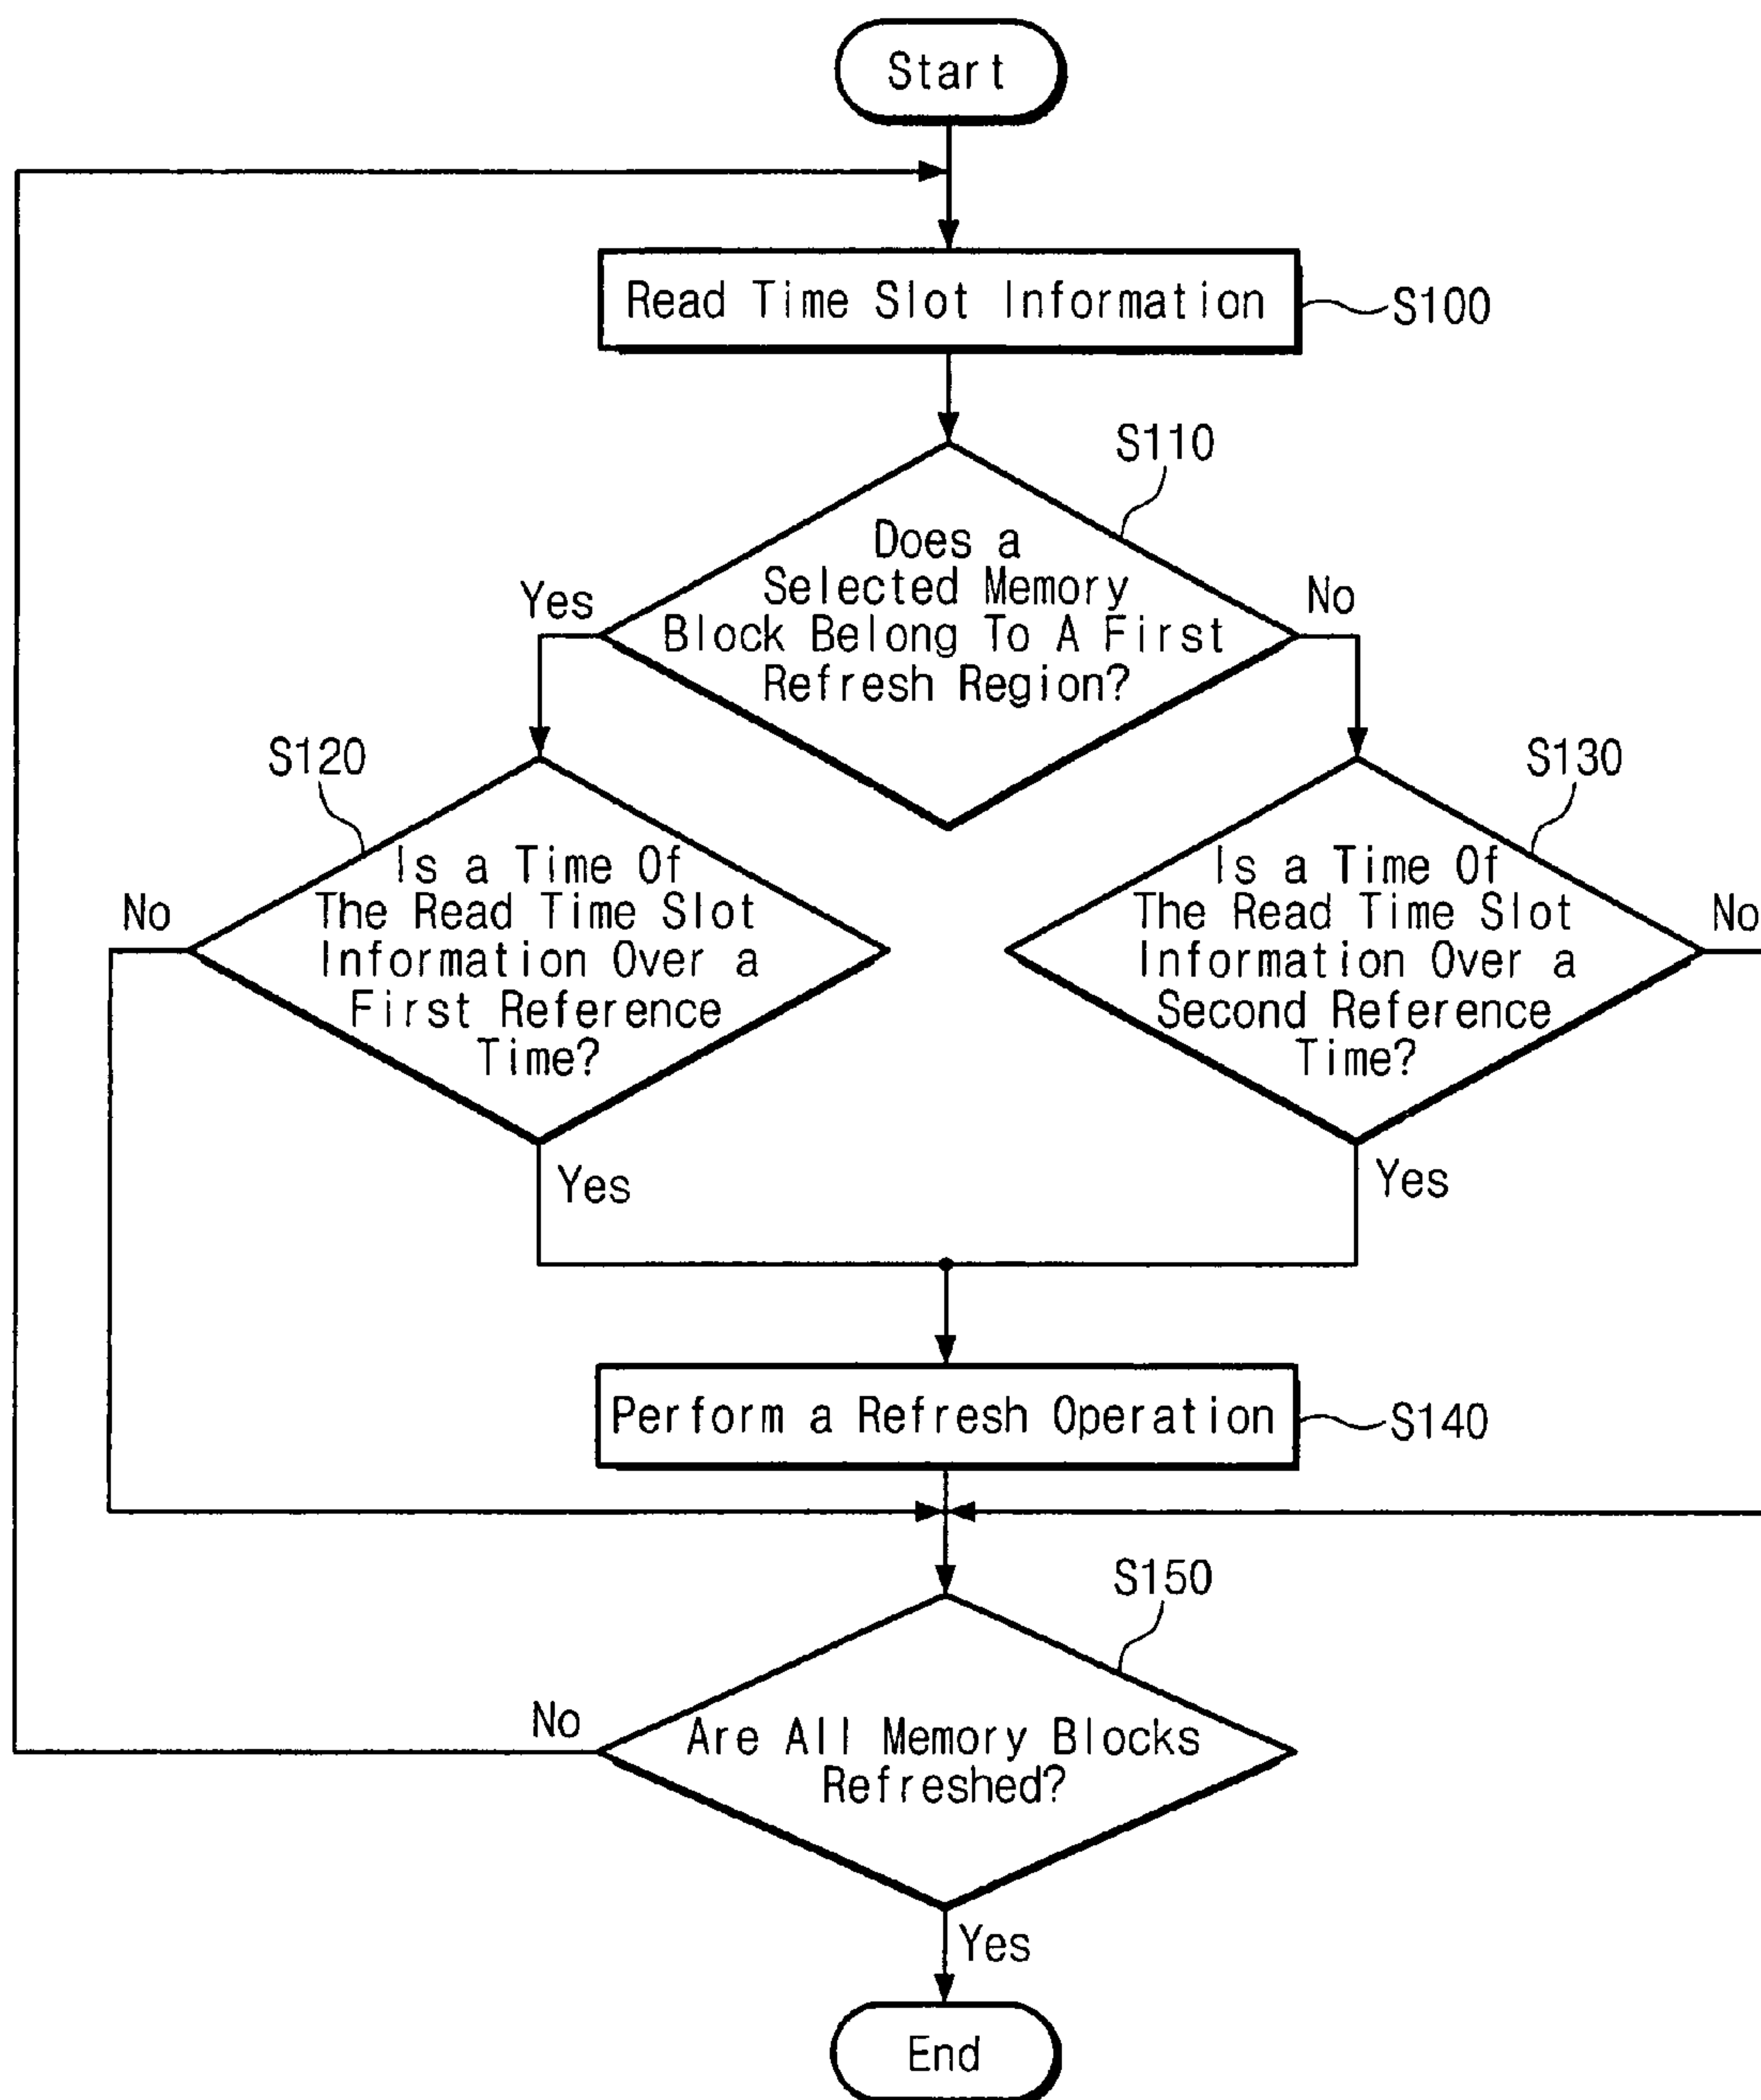 Start
Read Time Slot Information
S100
S110
Does a
Selected Memory
Block Belong To A First
Refresh Region?
Yes
No
S120
S130
Is a Time Of
The Read Time Slot
Information Over a
First Reference
Time?
No
Yes
Is a Time Of
The Read Time Slot
Information Over a
Second Reference
Time?
No
Yes
Perform a Refresh Operation
S140
S150
Are All Memory Blocks
Refreshed?
No
Yes
End